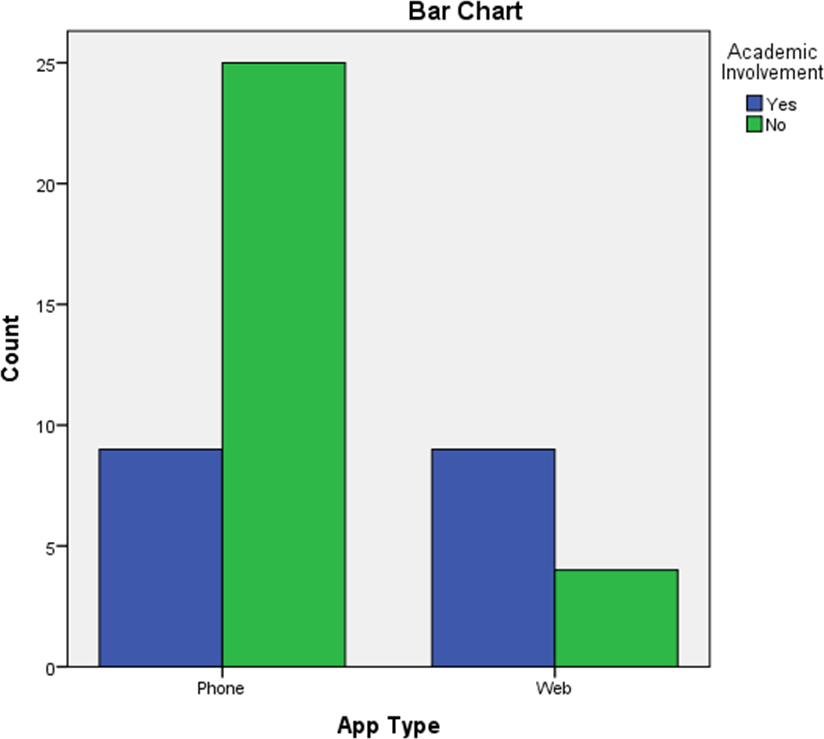 Bar Chart
Academic
Involvement
Yes
No
Count
25
20
15
10
5
0
Phone
Web
App Type